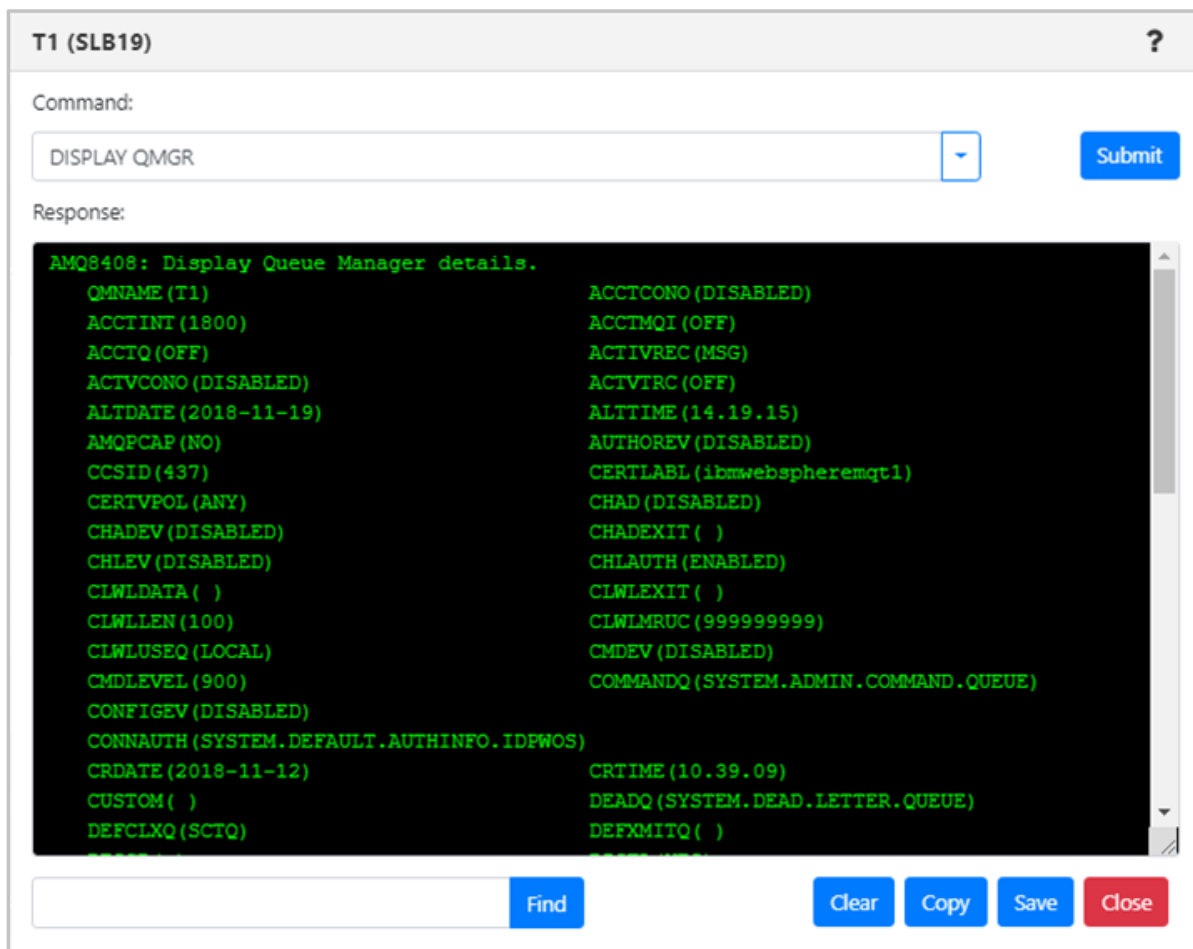 T1 (SLB19) ?
Command:
DISPLAY QMGR Submit
Response:
AMQ8408: Display Queue Manager details.
QMNAME(T1) ACCTCONO(DISABLED)
ACCTINT(1800) ACCTMQI(OFF)
ACCTQ(OFF) ACTIVREC(MSG)
ACTVCONO(DISABLED) ACTVTRC(OFF)
ALTDATE(2018-11-19) ALTTIME(14.19.15)
AMQPCAP(NO) AUTHOREV(DISABLED)
CCSID(437) CERTLABL(ibmwebspheremqt1)
CERTVPOL(ANY) CHAD(DISABLED)
CHADEV(DISABLED) CHADEXIT( )
CHLEV(DISABLED) CHLAUTH(ENABLED)
CLWLDATA( ) CLWLEXIT( )
CLWLLEN(100) CLWLMRUC(999999999)
CLWLUSEQ(LOCAL) CMDEV(DISABLED)
CMDLEVEL(900) COMMANDQ(SYSTEM.ADMIN.COMMAND.QUEUE)
CONFIGEV(DISABLED)
CONNAUTH(SYSTEM.DEFAULT.AUTHINFO.IDPWOS)
CRDATE(2018-11-12) CRTIME(10.39.09)
CUSTOM( ) DEADQ(SYSTEM.DEAD.LETTER.QUEUE)
DEFCLXQ(SCTQ) DEFXMITQ( )
Find Clear Copy Save Close